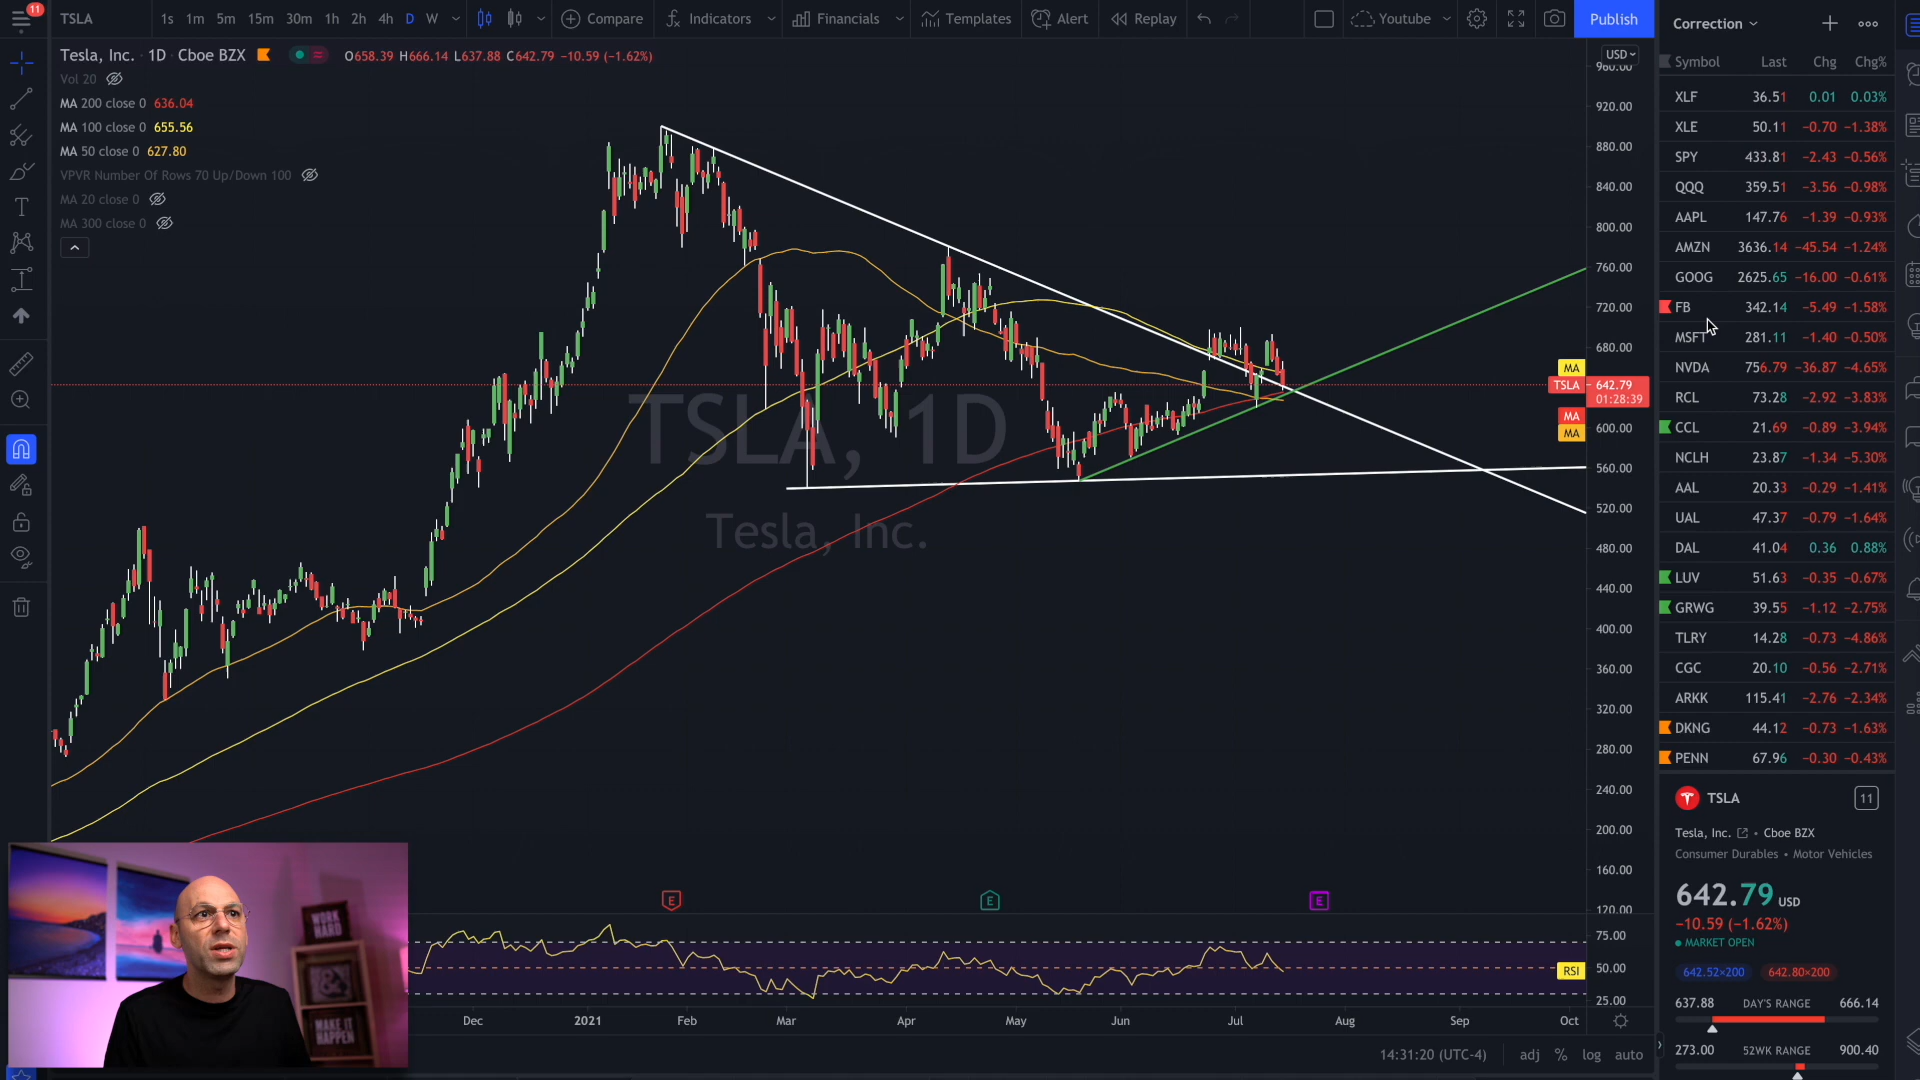 11
TSLA 1s 1m 5m 15m 30m 1h 2h 4h D W Compare Indicators Financials Templates Alert Replay Youtube Publish
Tesla, Inc. · 1D · Cboe BZX O658.39 H666.14 L637.88 C642.79 −10.59 (−1.62%)
Vol 20
MA 200 close 0 636.04
MA 100 close 0 655.56
MA 50 close 0 627.80
VPVR Number Of Rows 70 Up/Down 100
MA 20 close 0
MA 300 close 0
TSLA, 1D
Tesla, Inc.
USD
960.00
920.00
880.00
840.00
800.00
760.00
720.00
680.00
MA
TSLA 642.79
01:28:39
MA
MA
600.00
560.00
520.00
480.00
440.00
400.00
360.00
320.00
280.00
240.00
200.00
160.00
120.00
E E E
75.00
RSI 50.00
25.00
Dec 2021 Feb Mar Apr May Jun Jul Aug Sep Oct
14:31:20 (UTC-4) adj % log auto
WORK HARD
&
MAKE IT HAPPEN
Correction
Symbol Last Chg Chg%
XLF 36.51 0.01 0.03%
XLE 50.11 −0.70 −1.38%
SPY 433.81 −2.43 −0.56%
QQQ 359.51 −3.56 −0.98%
AAPL 147.76 −1.39 −0.93%
AMZN 3636.14 −45.54 −1.24%
GOOG 2625.65 −16.00 −0.61%
FB 342.14 −5.49 −1.58%
MSFT 281.11 −1.40 −0.50%
NVDA 756.79 −36.87 −4.65%
RCL 73.28 −2.92 −3.83%
CCL 21.69 −0.89 −3.94%
NCLH 23.87 −1.34 −5.30%
AAL 20.33 −0.29 −1.41%
UAL 47.37 −0.79 −1.64%
DAL 41.04 0.36 0.88%
LUV 51.63 −0.35 −0.67%
GRWG 39.55 −1.12 −2.75%
TLRY 14.28 −0.73 −4.86%
CGC 20.10 −0.56 −2.71%
ARKK 115.41 −2.76 −2.34%
DKNG 44.12 −0.73 −1.63%
PENN 67.96 −0.30 −0.43%
TSLA 11
Tesla, Inc. • Cboe BZX
Consumer Durables • Motor Vehicles
642.79 USD
−10.59 (−1.62%)
MARKET OPEN
642.52×200 642.80×200
637.88 DAY'S RANGE 666.14
273.00 52WK RANGE 900.40